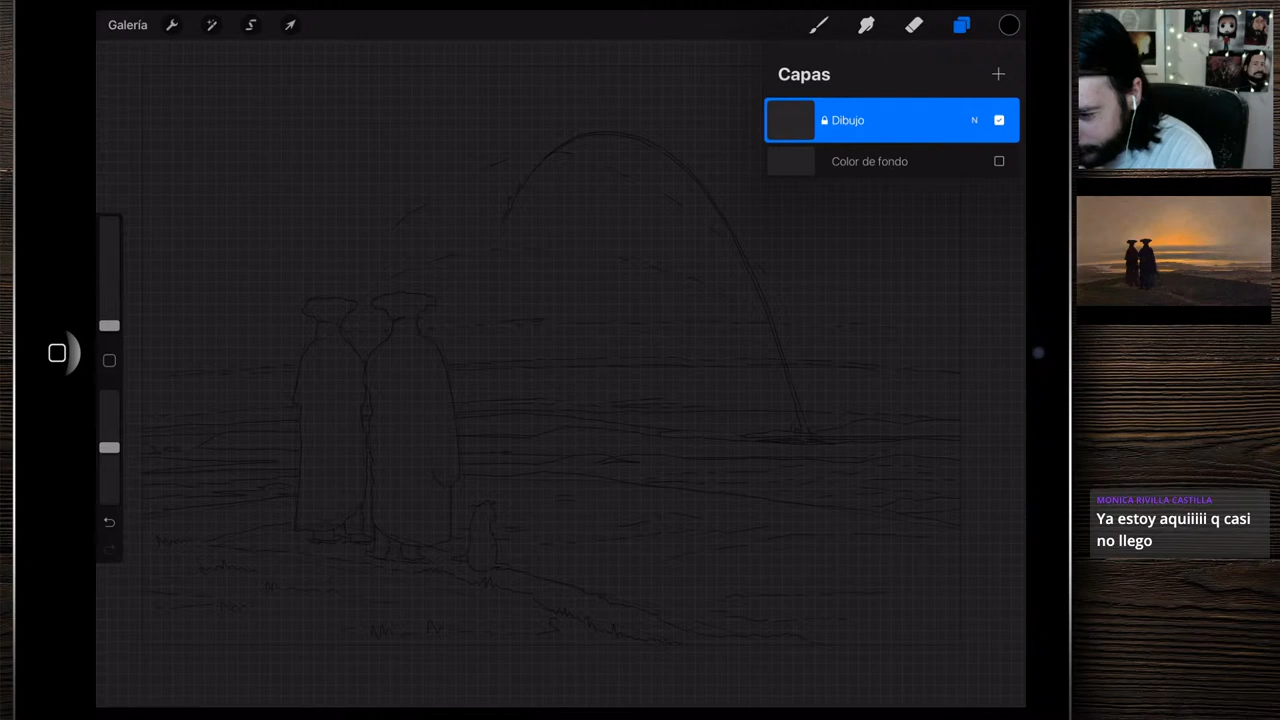 Galería
Capas
Dibujo
N
Color de fondo
MONICA RIVILLA CASTILLA
Ya estoy aquiiiii q casi
no llego